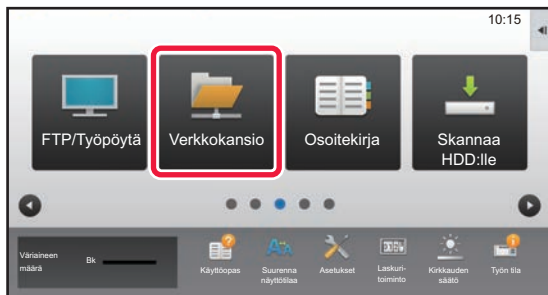 10:15
FTP/Työpöytä
Verkkokansio
Osoitekirja
Skannaa
HDD:lle
Väriaineen
määrä
Bk
Käyttöopas
Suurenna
näyttötilaa
Asetukset
Laskuri-
toiminto
Kirkkauden
säätö
Työn tila